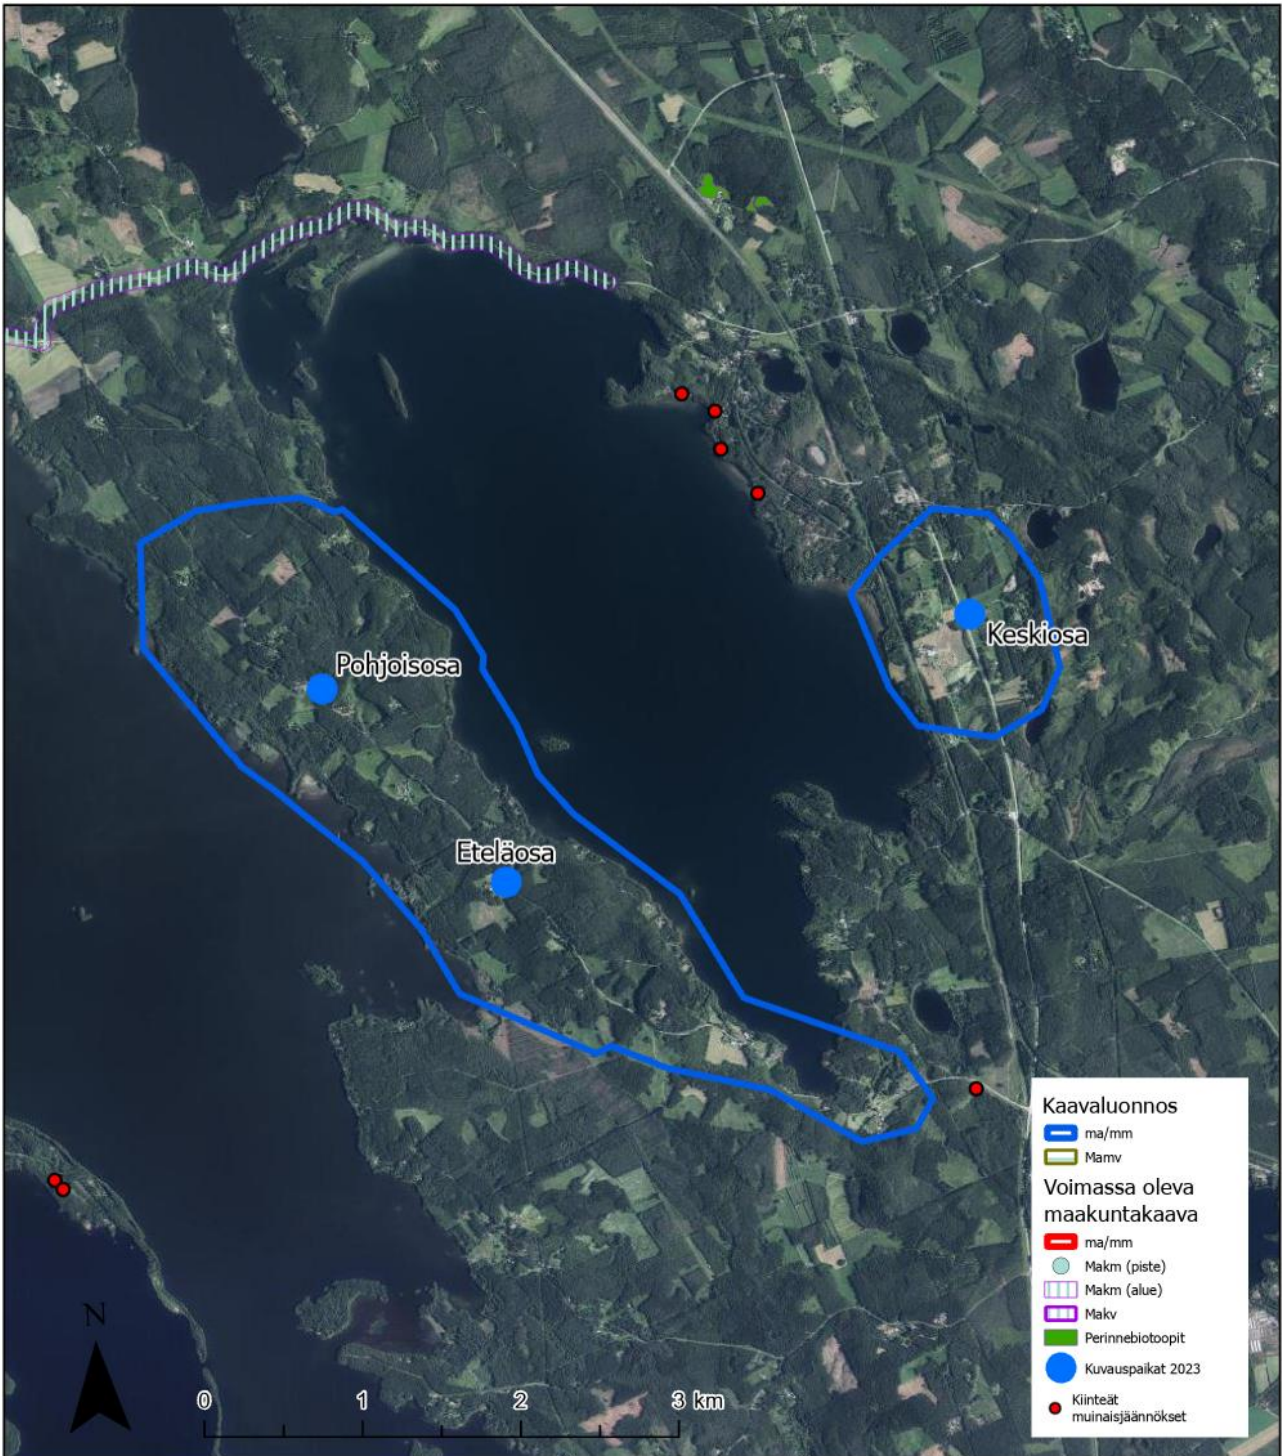 Pohjoisosa
Keskiosa
Eteläosa
N
0 1 2 3 km
Kaavaluonnos
ma/mm
Mamv
Voimassa oleva
maakuntakaava
ma/mm
Makm (piste)
Makm (alue)
Makv
Perinnebiotoopit
Kuvauspaikat 2023
Kiinteät
muinaisjäännökset